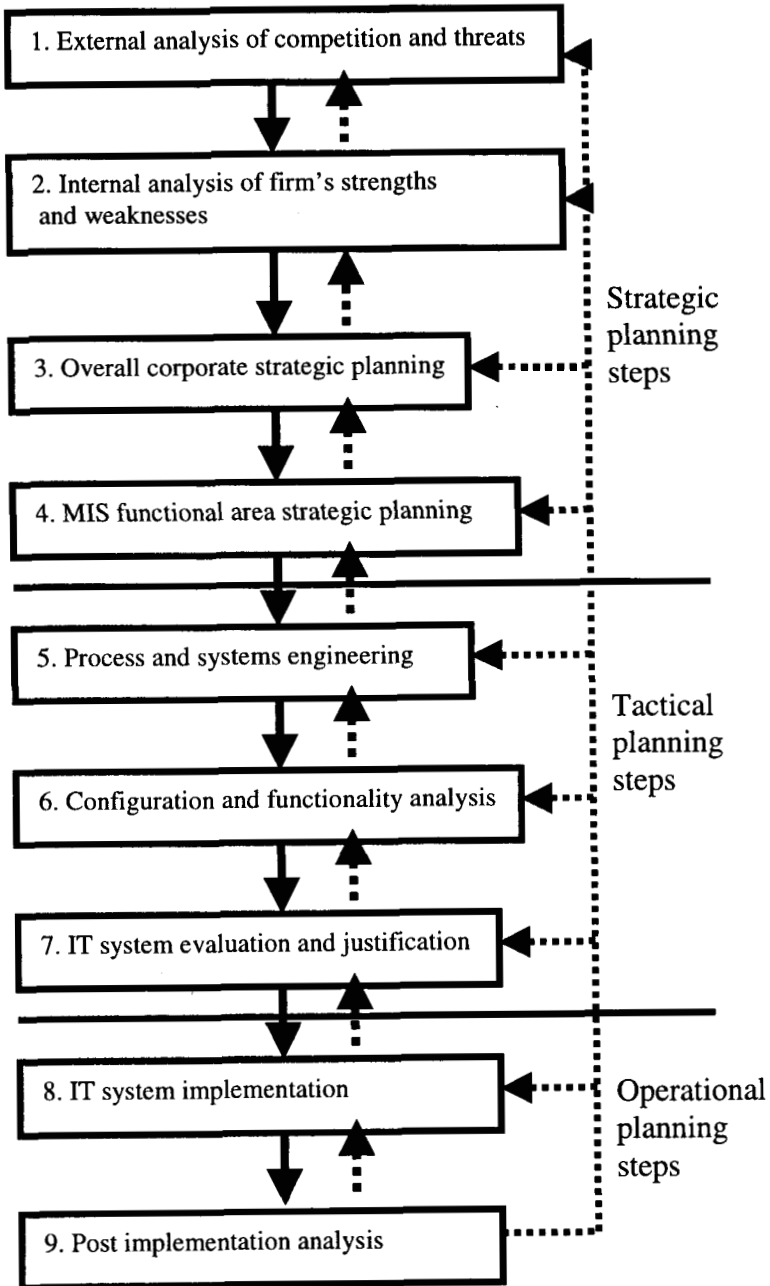 1. External analysis of competition and threats
2. Internal analysis of firm's strengths
and weaknesses
Strategic
planning
steps
3. Overall corporate strategic planning
4. MIS functional area strategic planning
5. Process and systems engineering
Tactical
planning
steps
6. Configuration and functionality analysis
7. IT system evaluation and justification
8. IT system implementation
Operational
planning
steps
9. Post implementation analysis